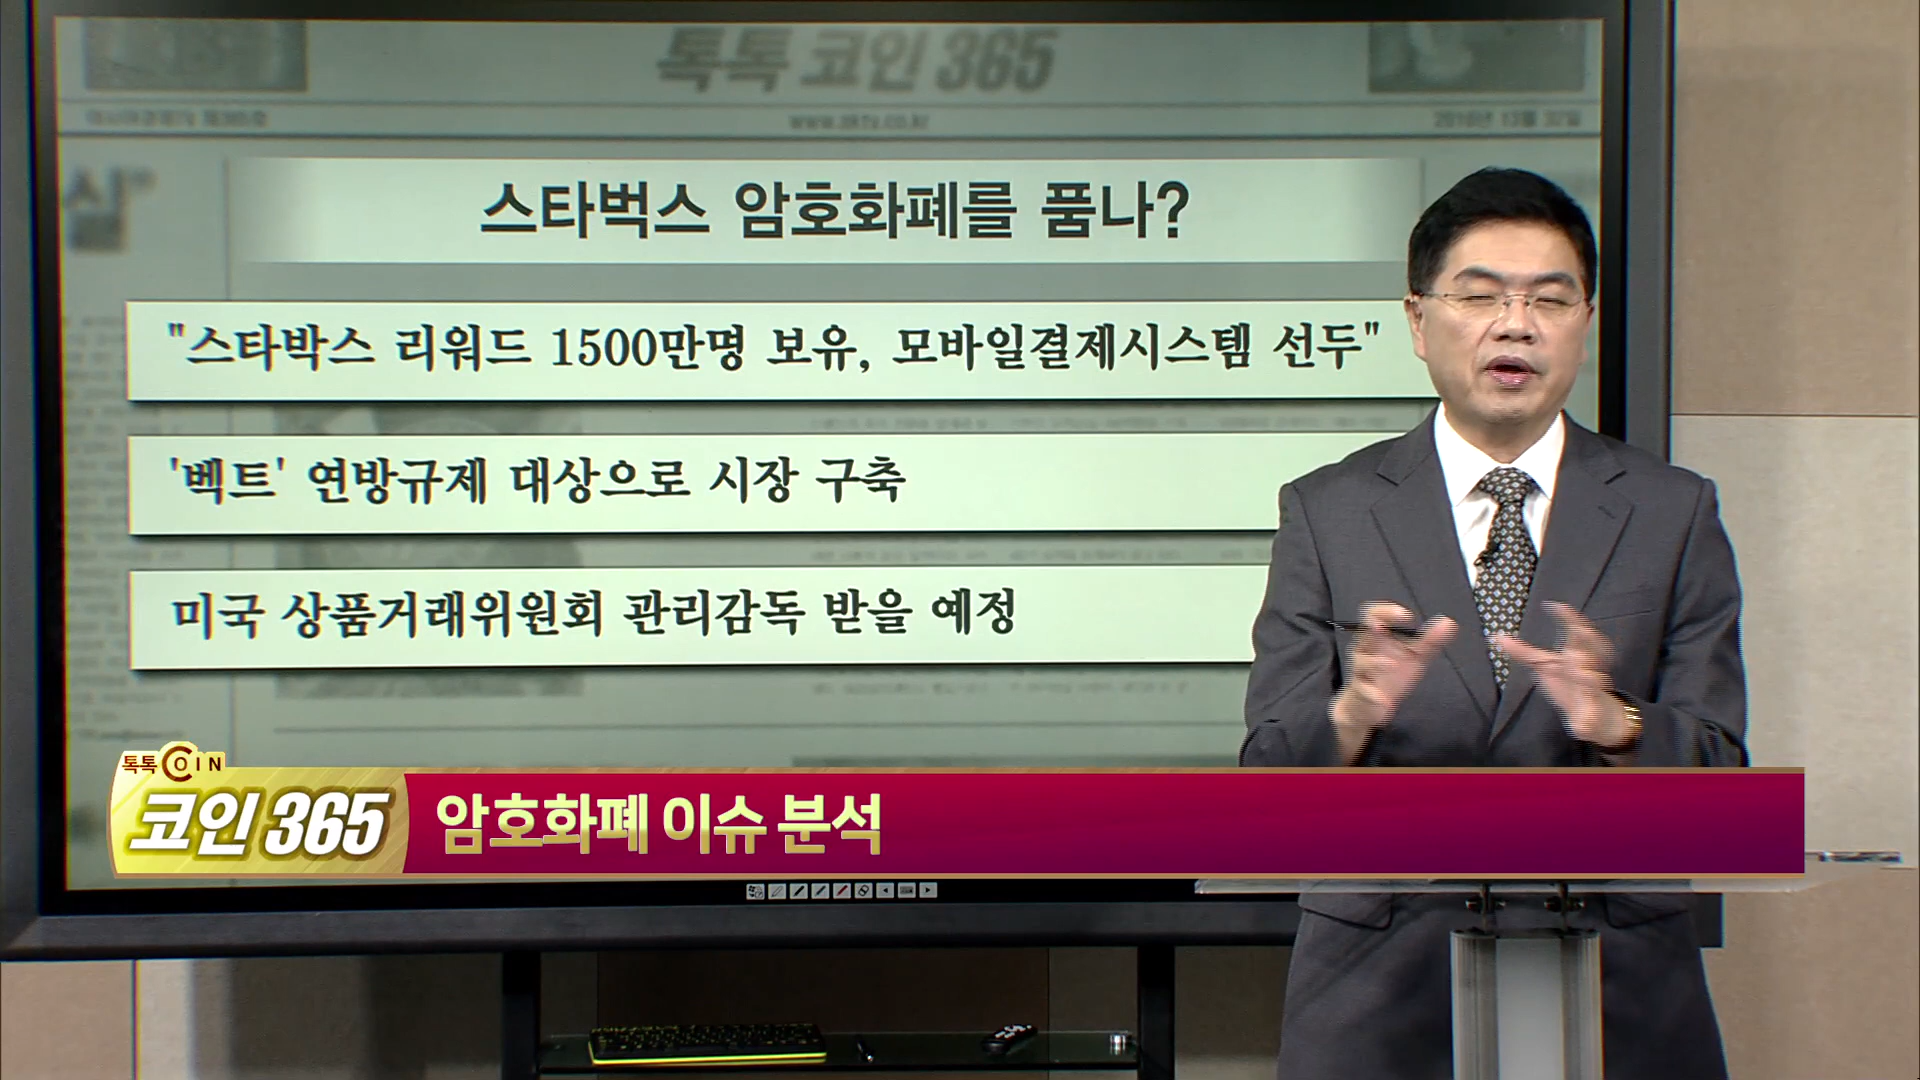 톡톡 코인 365
스타벅스 암호화폐를 품나?
"스타박스 리워드 1500만명 보유, 모바일결제시스템 선두"
'벡트' 연방규제 대상으로 시장 구축
미국 상품거래위원회 관리감독 받을 예정
톡톡 COIN
코인 365
암호화폐 이슈 분석